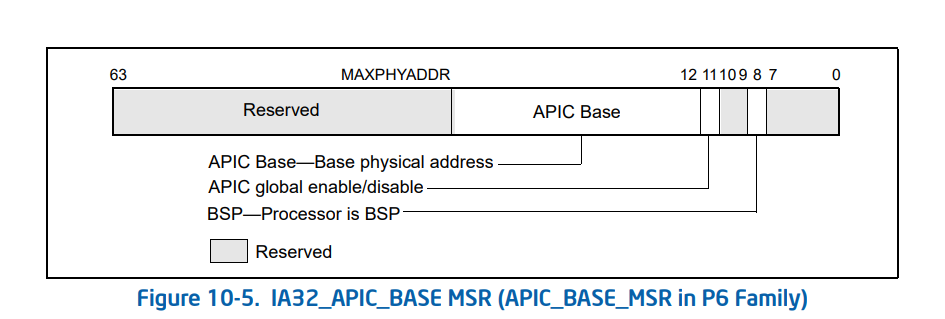 63 MAXPHYADDR 12 11 10 9 8 7 0
Reserved APIC Base
APIC Base—Base physical address
APIC global enable/disable
BSP—Processor is BSP
Reserved
Figure 10-5. IA32_APIC_BASE MSR (APIC_BASE_MSR in P6 Family)